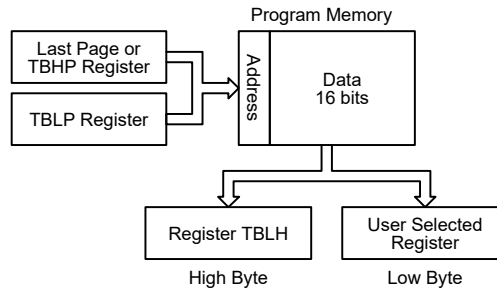 Program Memory
Last Page or
TBHP Register
TBLP Register
Address
Data
16 bits
Register TBLH
User Selected
Register
High Byte
Low Byte